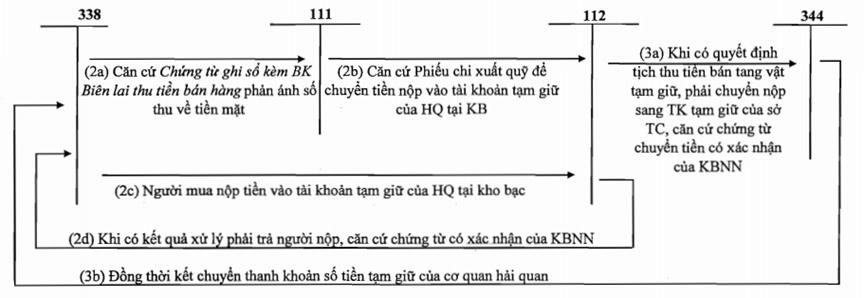 338
111
112
344
(2a) Căn cứ Chứng từ ghi sổ kèm BK
Biên lai thu tiền bán hàng phản ánh số
thu về tiền mặt
(2b) Căn cứ Phiếu chi xuất quỹ để
chuyển tiền nộp vào tài khoản tạm giữ
của HQ tại KB
(3a) Khi có quyết định
tịch thu tiền bán tang vật
tạm giữ, phải chuyển nộp
sang TK tạm giữ của sở
TC, căn cứ chứng từ
chuyển tiền có xác nhận
của KBNN
(2c) Người mua nộp tiền vào tài khoản tạm giữ của HQ tại kho bạc
(2d) Khi có kết quả xử lý phải trả người nộp, căn cứ chứng từ có xác nhận của KBNN
(3b) Đồng thời kết chuyển thanh khoản số tiền tạm giữ của cơ quan hải quan